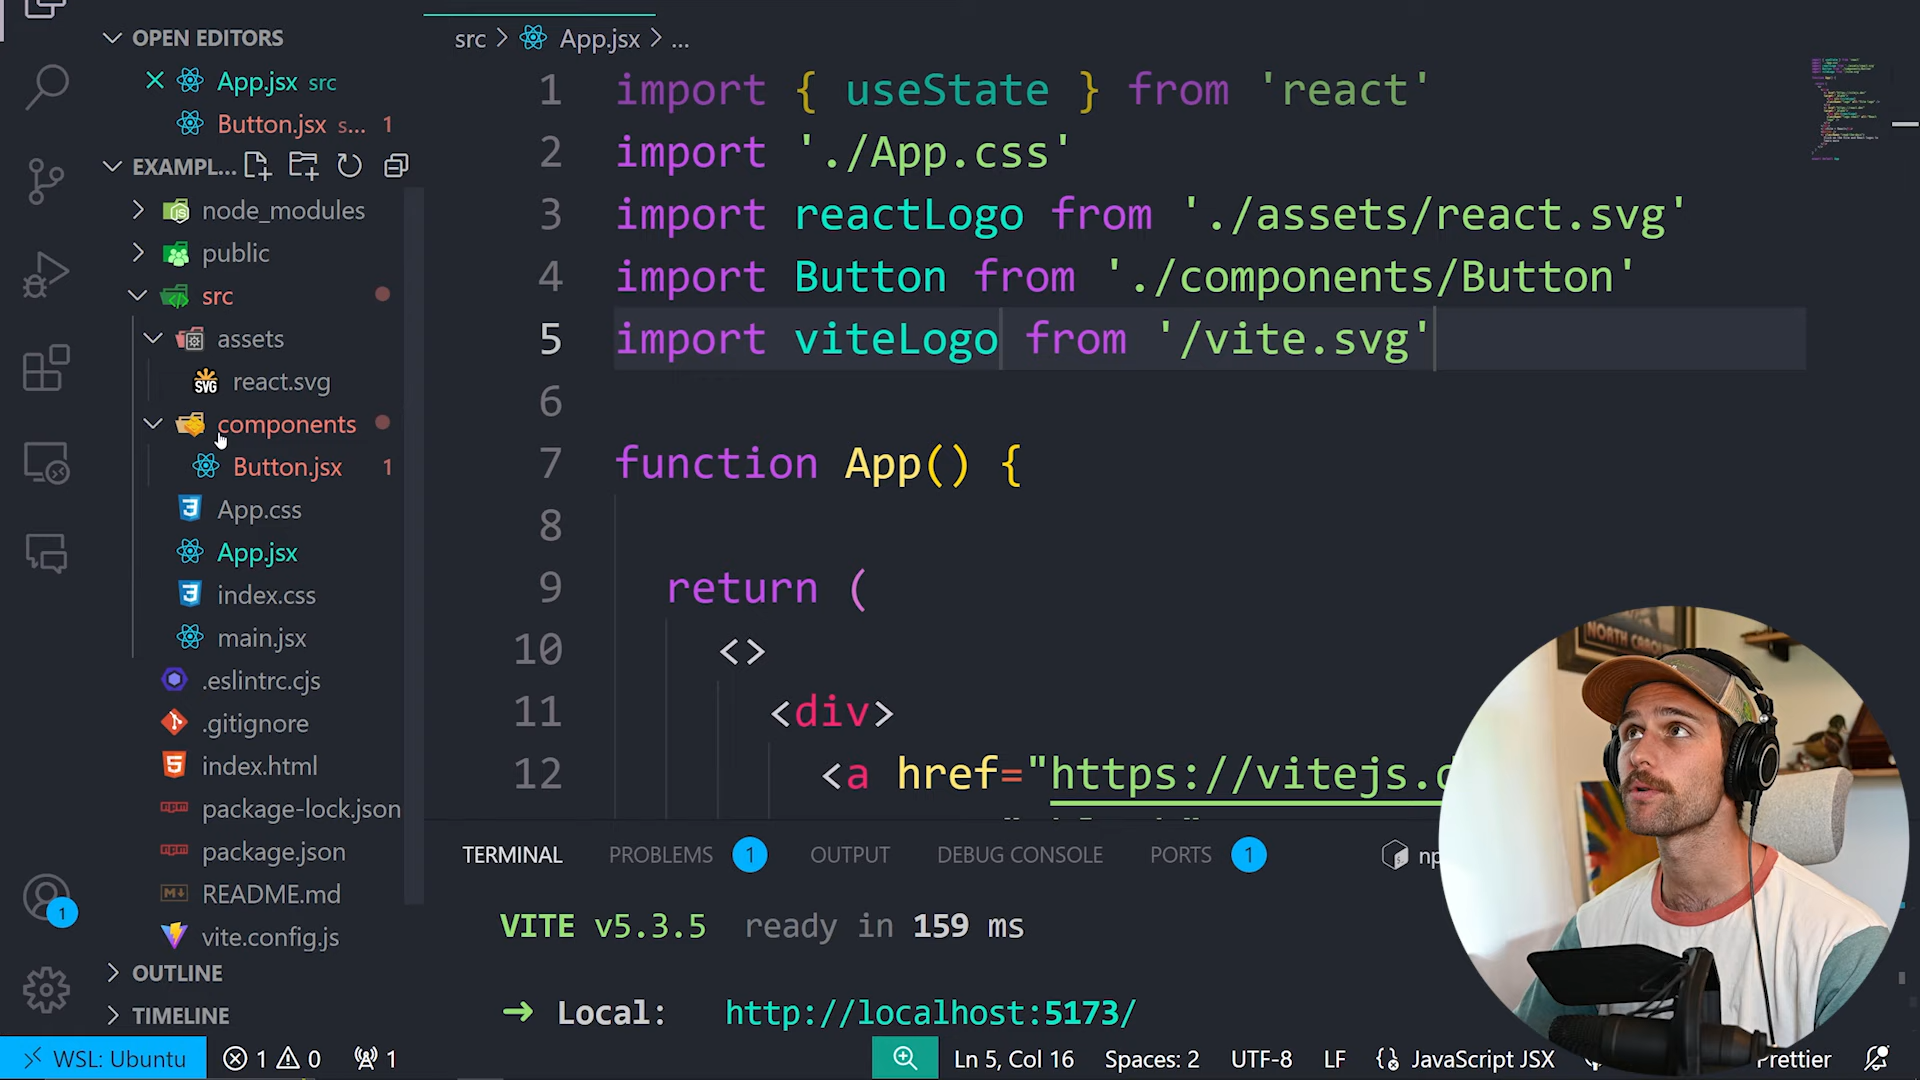 OPEN EDITORS
App.jsx src
Button.jsx s... 1
EXAMPL...
node_modules
public
src
assets
react.svg
components
Button.jsx 1
App.css
App.jsx
index.css
main.jsx
.eslintrc.cjs
.gitignore
index.html
package-lock.json
package.json
README.md
vite.config.js
OUTLINE
TIMELINE
1
src > App.jsx > ...
1 import { useState } from 'react'
2 import './App.css'
3 import reactLogo from './assets/react.svg'
4 import Button from './components/Button'
5 import viteLogo from '/vite.svg'
6
7 function App() {
8
9 return (
10 <>
11 <div>
12 <a href="https://vitejs.d
TERMINAL PROBLEMS 1 OUTPUT DEBUG CONSOLE PORTS 1 np
VITE v5.3.5 ready in 159 ms
➜ Local: http://localhost:5173/
NORTH CAROLI
WSL: Ubuntu 1 0 1 Ln 5, Col 16 Spaces: 2 UTF-8 LF {} JavaScript JSX Prettier